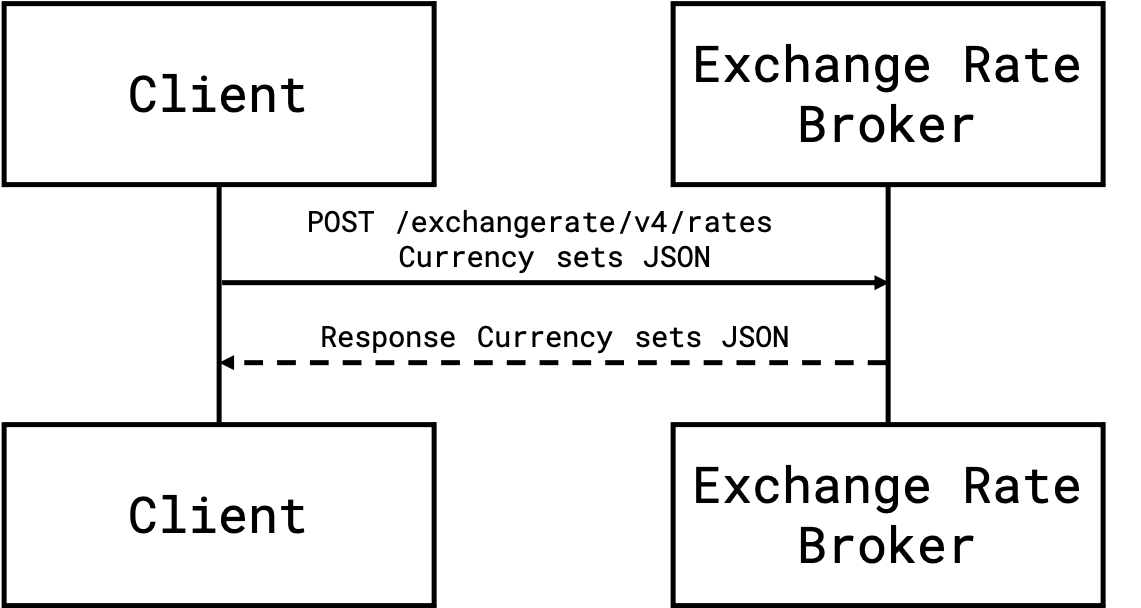 Client
Exchange Rate
Broker
POST /exchangerate/v4/rates
Currency sets JSON
Response Currency sets JSON
Client
Exchange Rate
Broker